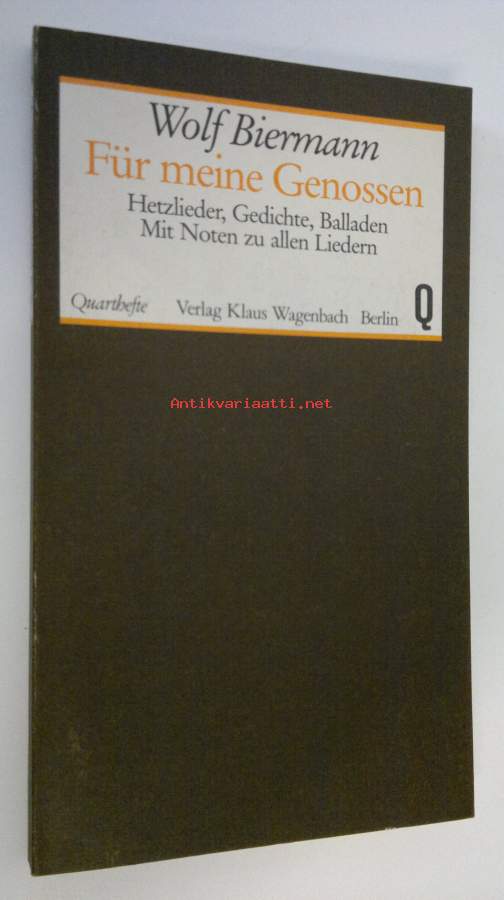 Wolf Biermann
Für meine Genossen
Hetzlieder, Gedichte, Balladen
Mit Noten zu allen Liedern
Quarthefte Verlag Klaus Wagenbach Berlin Q
Antikvariaatti.net